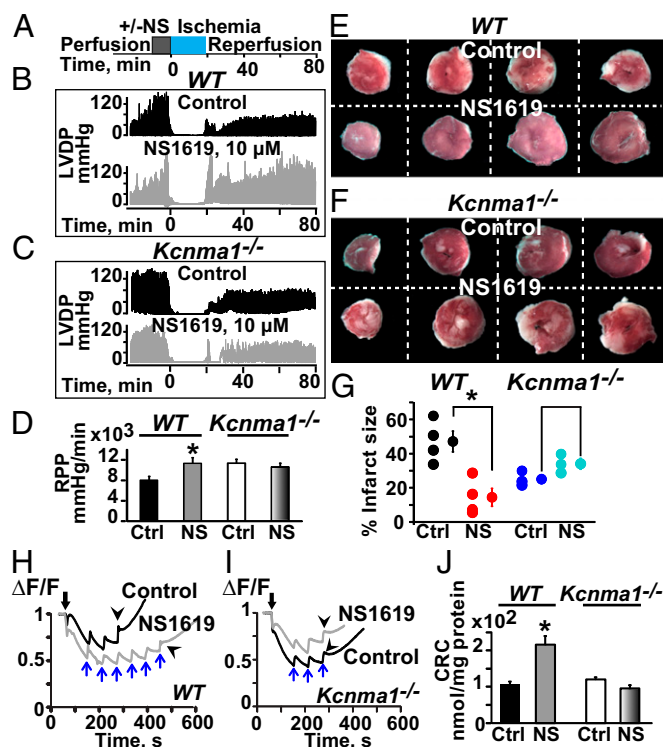 A
+/-NS Ischemia
Perfusion Reperfusion
Time, min 0 40 80
B
WT
120
0
LVDP
mmHg
Control
NS1619, 10 µM
120
0
Time, min 0 40 80
C
Kcnma1-/-
120
0
LVDP
mmHg
Control
NS1619, 10 µM
120
0
Time, min 0 40 80
D
x10³
WT Kcnma1-/-
RPP
mmHg/min
12
8
4
0
*
Ctrl NS Ctrl NS
E
WT
Control
NS1619
F
Kcnma1-/-
Control
NS1619
G
WT Kcnma1-/-
*
% Infarct size
60
40
20
0
Ctrl NS Ctrl NS
H
ΔF/F
1
0.5
0
Control
NS1619
WT
0 200 400 600
Time, s
I
ΔF/F
1
0.5
0
NS1619
Control
Kcnma1-/-
0 200 400 600
Time, s
J
WT Kcnma1-/-
x10²
CRC
nmol/mg protein
2
1
0
*
Ctrl NS Ctrl NS